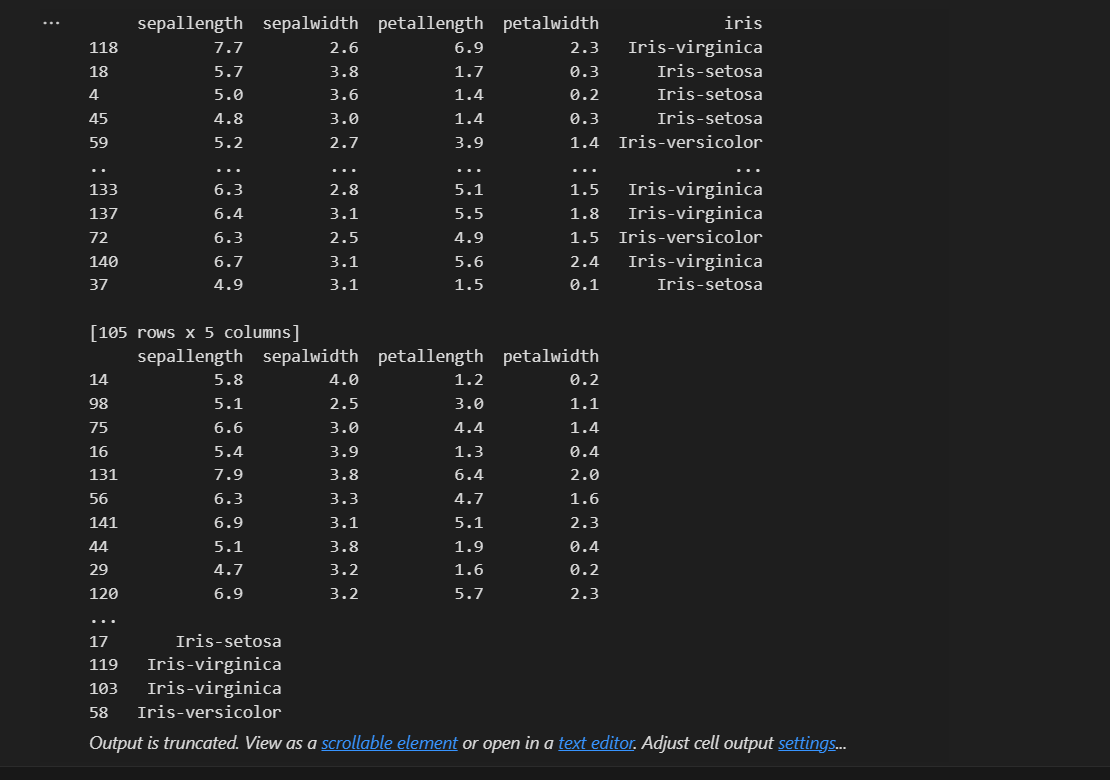 ...
sepallength sepalwidth petallength petalwidth iris
118 7.7 2.6 6.9 2.3 Iris-virginica
18 5.7 3.8 1.7 0.3 Iris-setosa
4 5.0 3.6 1.4 0.2 Iris-setosa
45 4.8 3.0 1.4 0.3 Iris-setosa
59 5.2 2.7 3.9 1.4 Iris-versicolor
.. ... ... ... ... ...
133 6.3 2.8 5.1 1.5 Iris-virginica
137 6.4 3.1 5.5 1.8 Iris-virginica
72 6.3 2.5 4.9 1.5 Iris-versicolor
140 6.7 3.1 5.6 2.4 Iris-virginica
37 4.9 3.1 1.5 0.1 Iris-setosa
[105 rows x 5 columns]
sepallength sepalwidth petallength petalwidth
14 5.8 4.0 1.2 0.2
98 5.1 2.5 3.0 1.1
75 6.6 3.0 4.4 1.4
16 5.4 3.9 1.3 0.4
131 7.9 3.8 6.4 2.0
56 6.3 3.3 4.7 1.6
141 6.9 3.1 5.1 2.3
44 5.1 3.8 1.9 0.4
29 4.7 3.2 1.6 0.2
120 6.9 3.2 5.7 2.3
...
17 Iris-setosa
119 Iris-virginica
103 Iris-virginica
58 Iris-versicolor
Output is truncated. View as a scrollable element or open in a text editor. Adjust cell output settings...